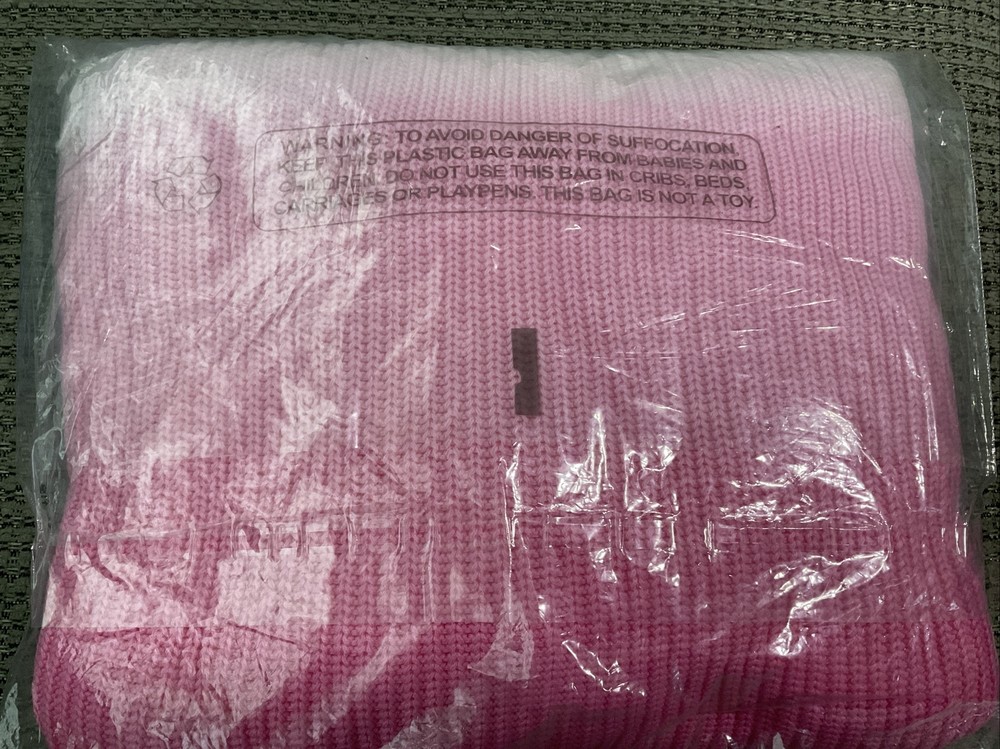 WARNING: TO AVOID DANGER OF SUFFOCATION,
KEEP THIS PLASTIC BAG AWAY FROM BABIES AND
CHILDREN. DO NOT USE THIS BAG IN CRIBS, BEDS,
CARRIAGES OR PLAYPENS. THIS BAG IS NOT A TOY.